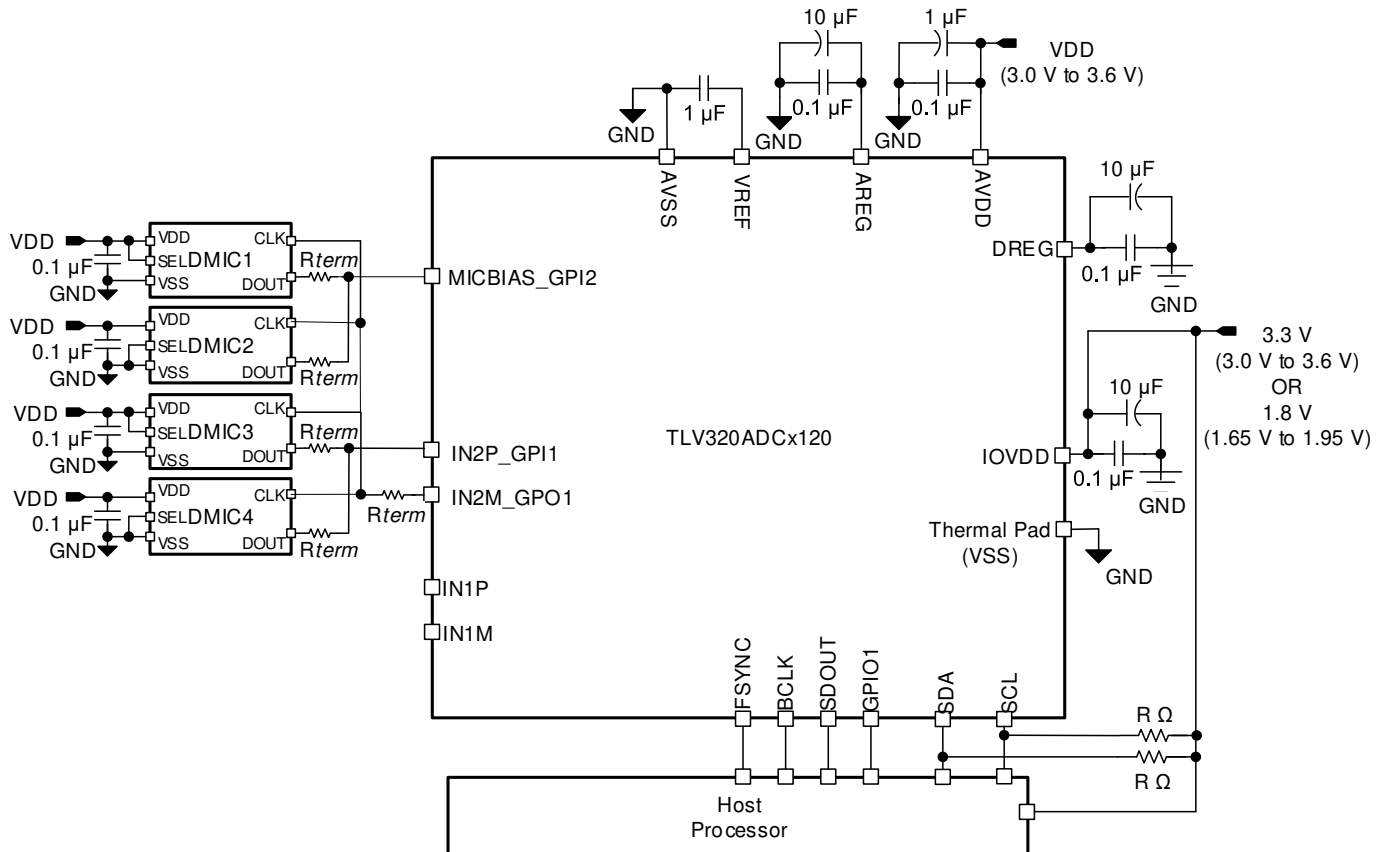 10 µF
1 µF
VDD
(3.0 V to 3.6 V)
1 µF
0.1 µF
0.1 µF
GND
GND
GND
AVSS
VREF
AREG
AVDD
10 µF
DREG
0.1 µF
GND
VDD
0.1 µF
GND
VDD
SEL
VSS
DMIC1
CLK
DOUT
Rterm
MICBIAS_GPI2
VDD
0.1 µF
GND
VDD
SEL
VSS
DMIC2
CLK
DOUT
Rterm
3.3 V
(3.0 V to 3.6 V)
OR
1.8 V
(1.65 V to 1.95 V)
VDD
0.1 µF
GND
VDD
SEL
VSS
DMIC3
CLK
DOUT
Rterm
IN2P_GPI1
TLV320ADCx120
10 µF
IOVDD
0.1 µF
GND
VDD
0.1 µF
GND
VDD
SEL
VSS
DMIC4
CLK
DOUT
Rterm
Rterm
IN2M_GPO1
Thermal Pad
(VSS)
GND
IN1P
IN1M
FSYNC
BCLK
SDOUT
GPIO1
SDA
SCL
R Ω
R Ω
Host
Processor